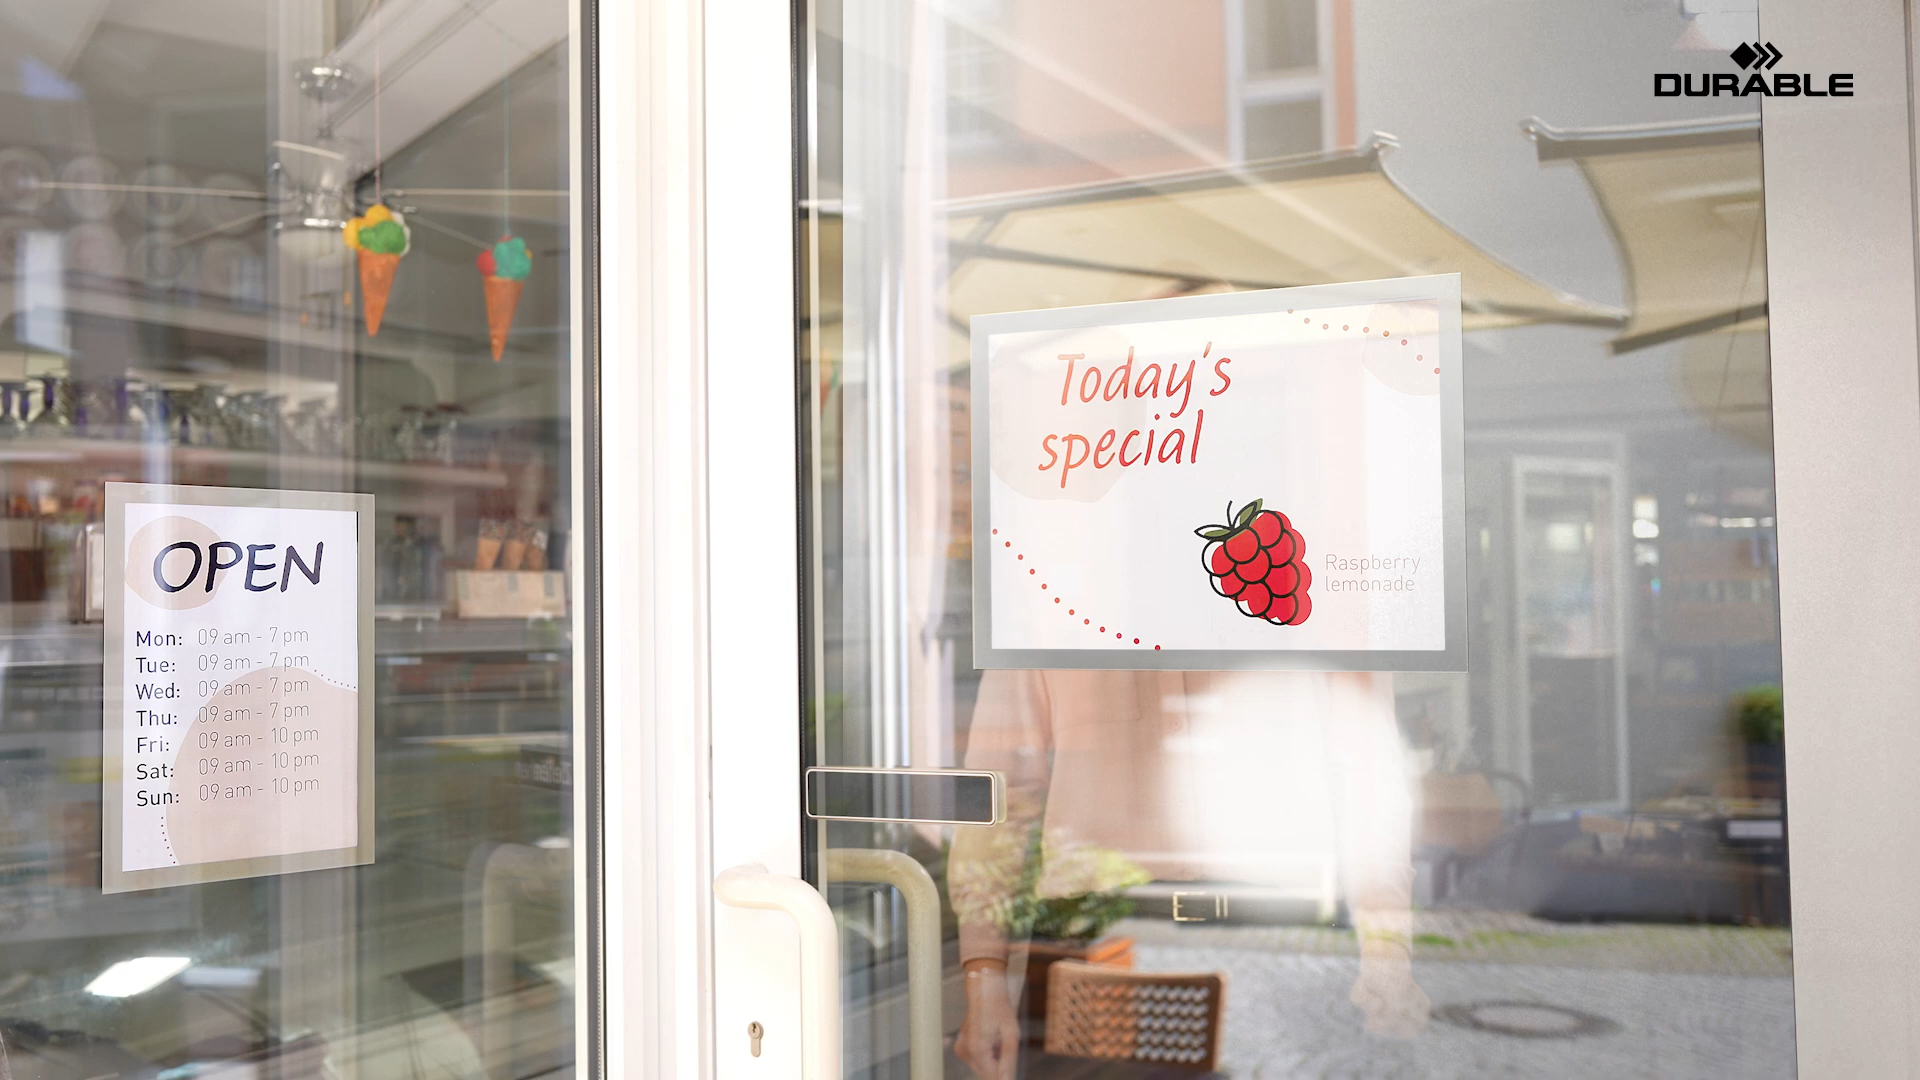 DURABLE
OPEN
Mon: 09 am - 7 pm
Tue: 09 am - 7 pm
Wed: 09 am - 7 pm
Thu: 09 am - 7 pm
Fri: 09 am - 10 pm
Sat: 09 am - 10 pm
Sun: 09 am - 10 pm
Today's
special
Raspberry
lemonade